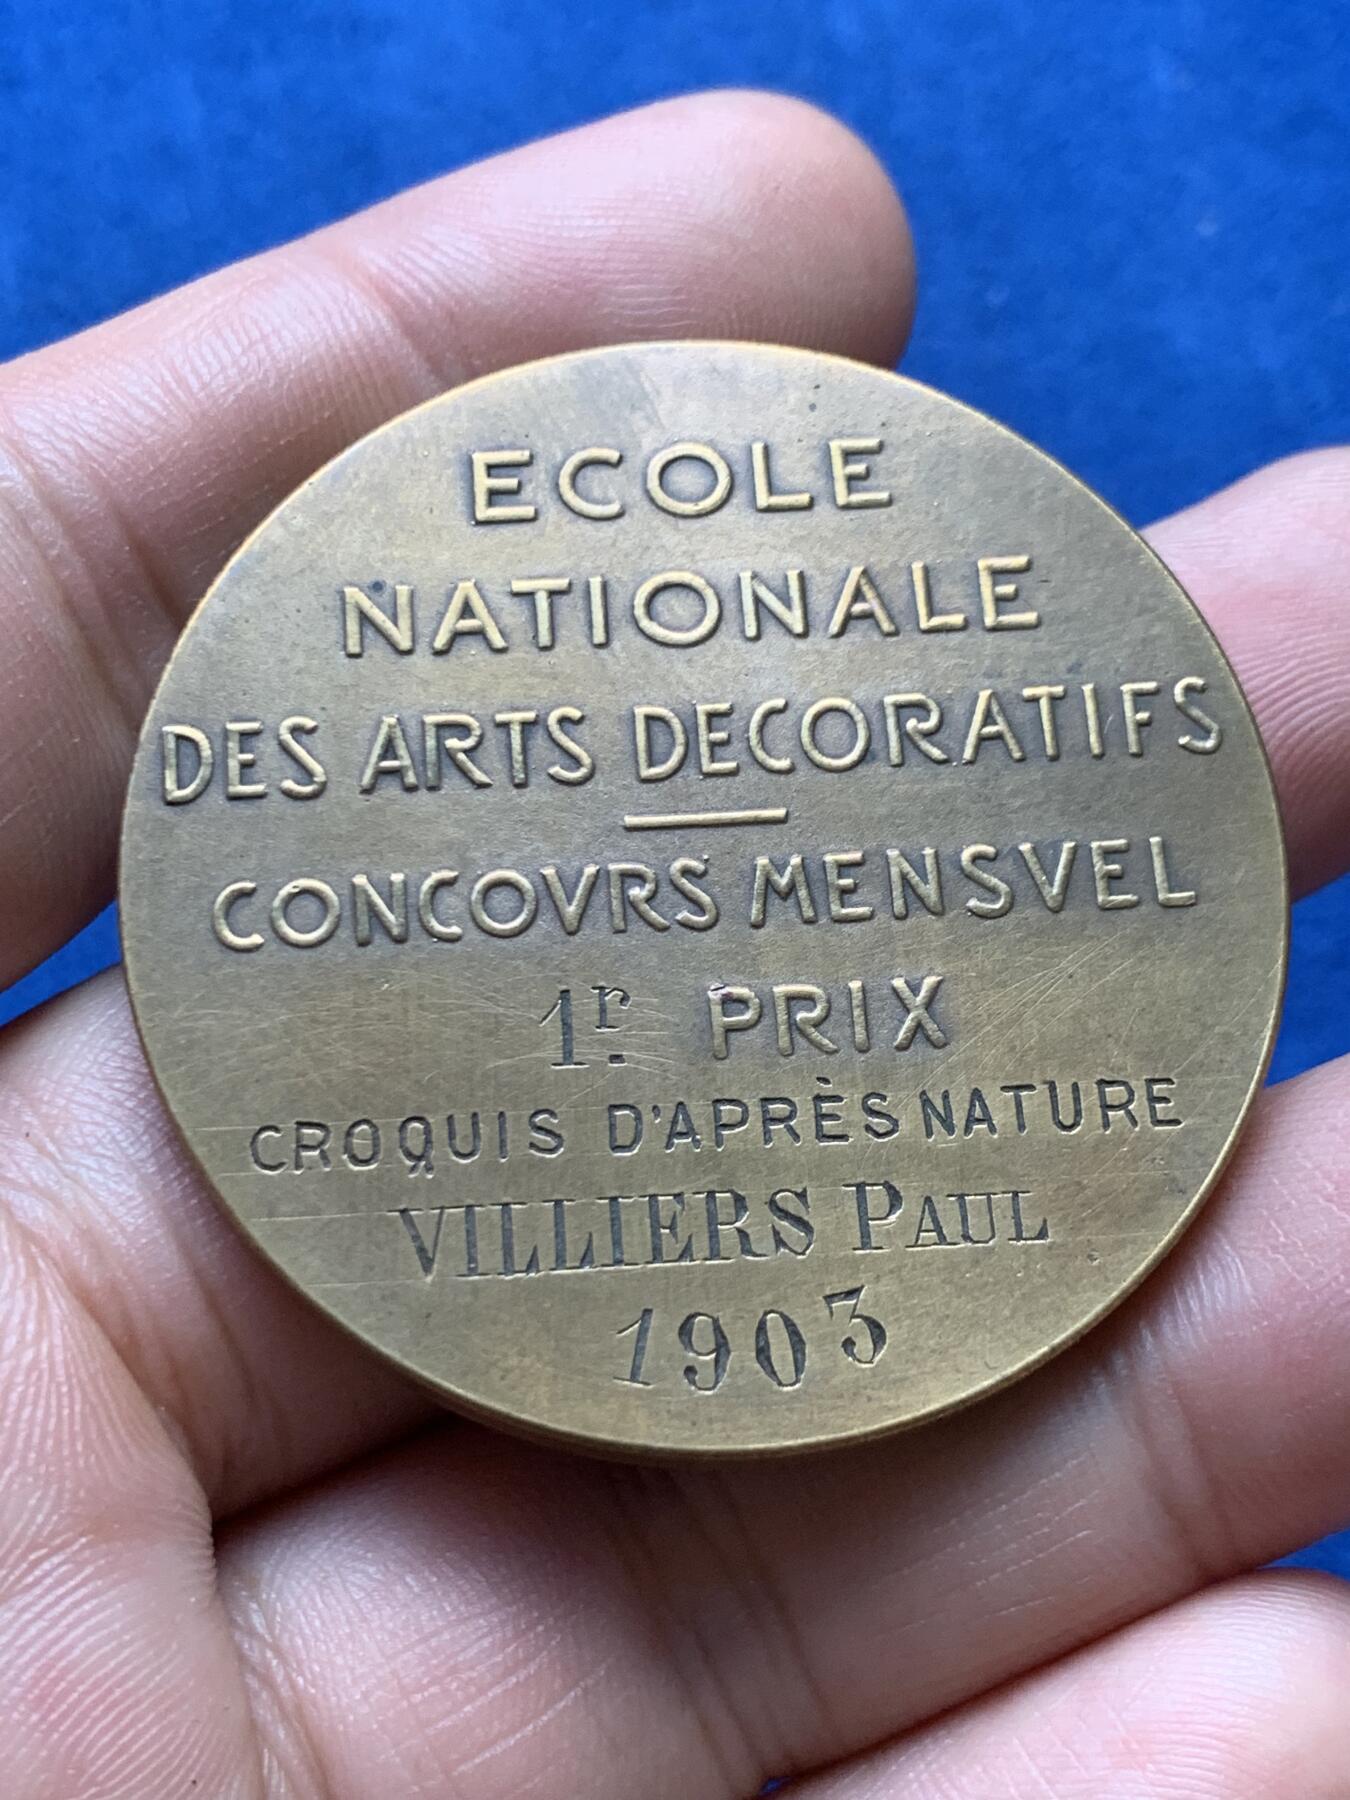 ECOLE
NATIONALE
DES ARTS DECORATIFS
CONCOVRS MENSVEL
1r. PRIX
CROQUIS D'APRÈS NATURE
VILLIERS PAUL
1903